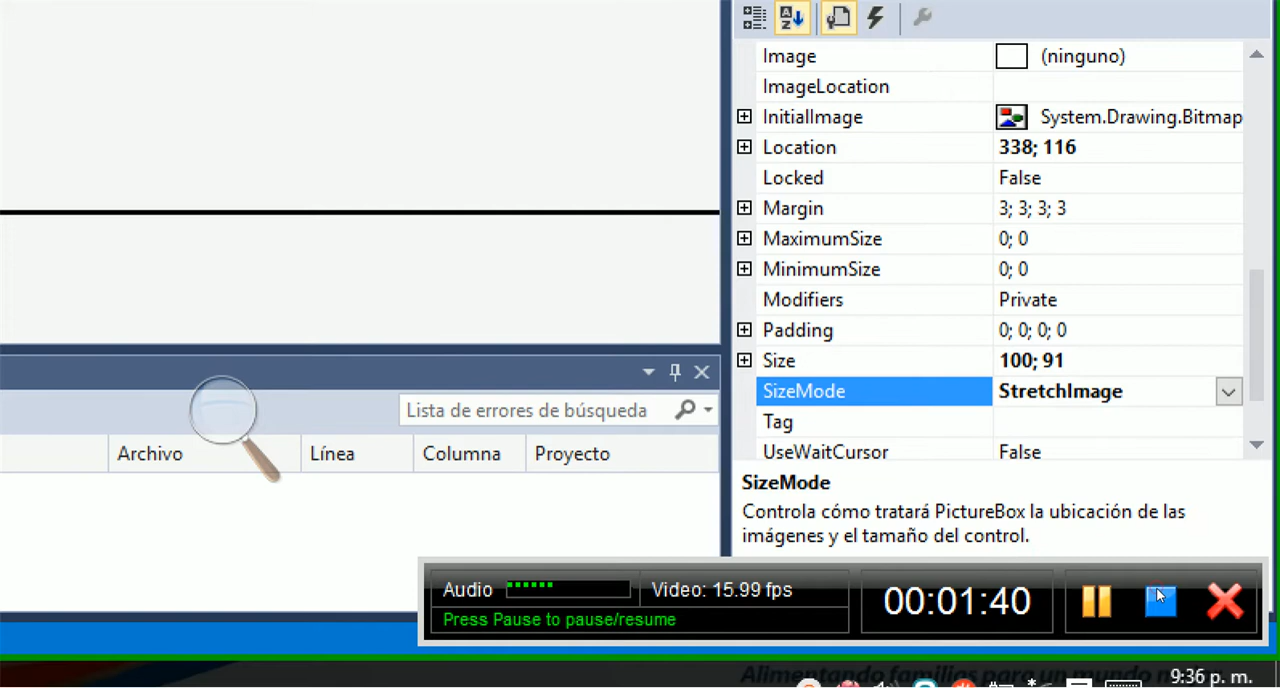 Image (ninguno)
ImageLocation
InitialImage System.Drawing.Bitmap
Location 338; 116
Locked False
Margin 3; 3; 3; 3
MaximumSize 0; 0
MinimumSize 0; 0
Modifiers Private
Padding 0; 0; 0; 0
Size 100; 91
SizeMode StretchImage
Tag
UseWaitCursor False
SizeMode
Controla cómo tratará PictureBox la ubicación de las
imágenes y el tamaño del control.
Lista de errores de búsqueda
Archivo Línea Columna Proyecto
Audio Video: 15.99 fps
Press Pause to pause/resume
00:01:40
Alimentando familias para un mundo
9:36 p. m.